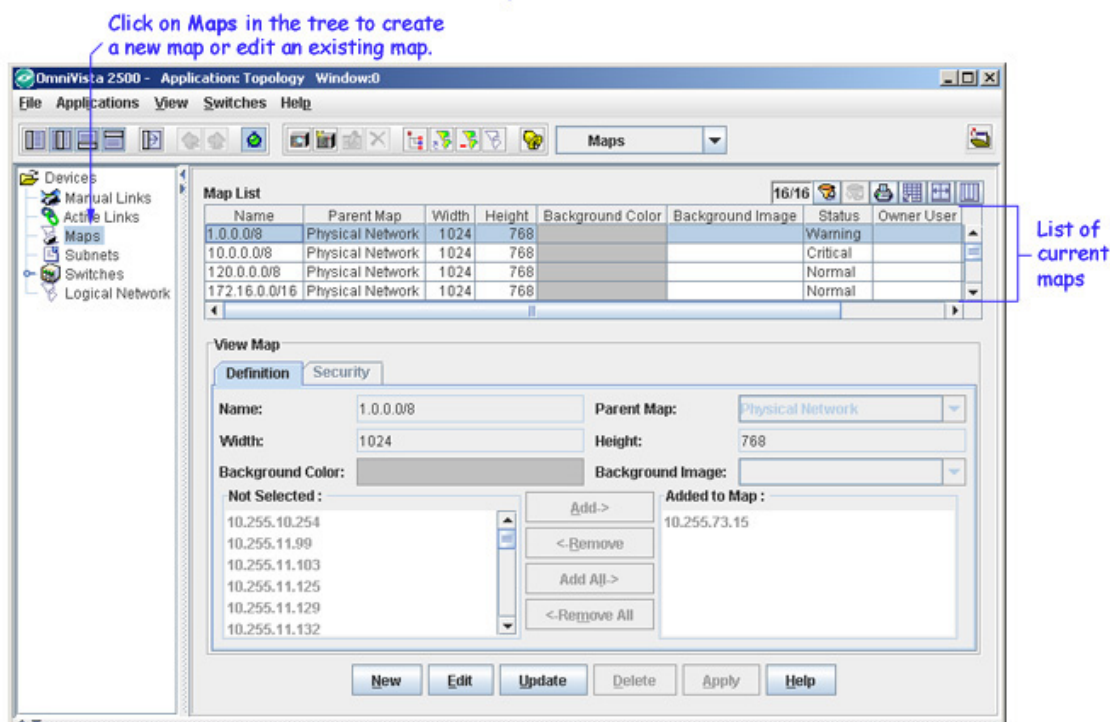 Click on Maps in the tree to create
a new map or edit an existing map.
OmniVista 2500 - Application: Topology Window:0
File Applications View Switches Help
Maps
Devices
Manual Links
Active Links
Maps
Subnets
Switches
Logical Network
Map List
16/16
Name Parent Map Width Height Background Color Background Image Status Owner User
1.0.0.0/8 Physical Network 1024 768 Warning
10.0.0.0/8 Physical Network 1024 768 Critical
120.0.0.0/8 Physical Network 1024 768 Normal
172.16.0.0/16 Physical Network 1024 768 Normal
List of
current
maps
View Map
Definition Security
Name: 1.0.0.0/8 Parent Map: Physical Network
Width: 1024 Height: 768
Background Color: Background Image:
Not Selected :
10.255.10.254
10.255.11.99
10.255.11.103
10.255.11.125
10.255.11.129
10.255.11.132
Add->
<-Remove
Add All->
<-Remove All
Added to Map :
10.255.73.15
New Edit Update Delete Apply Help